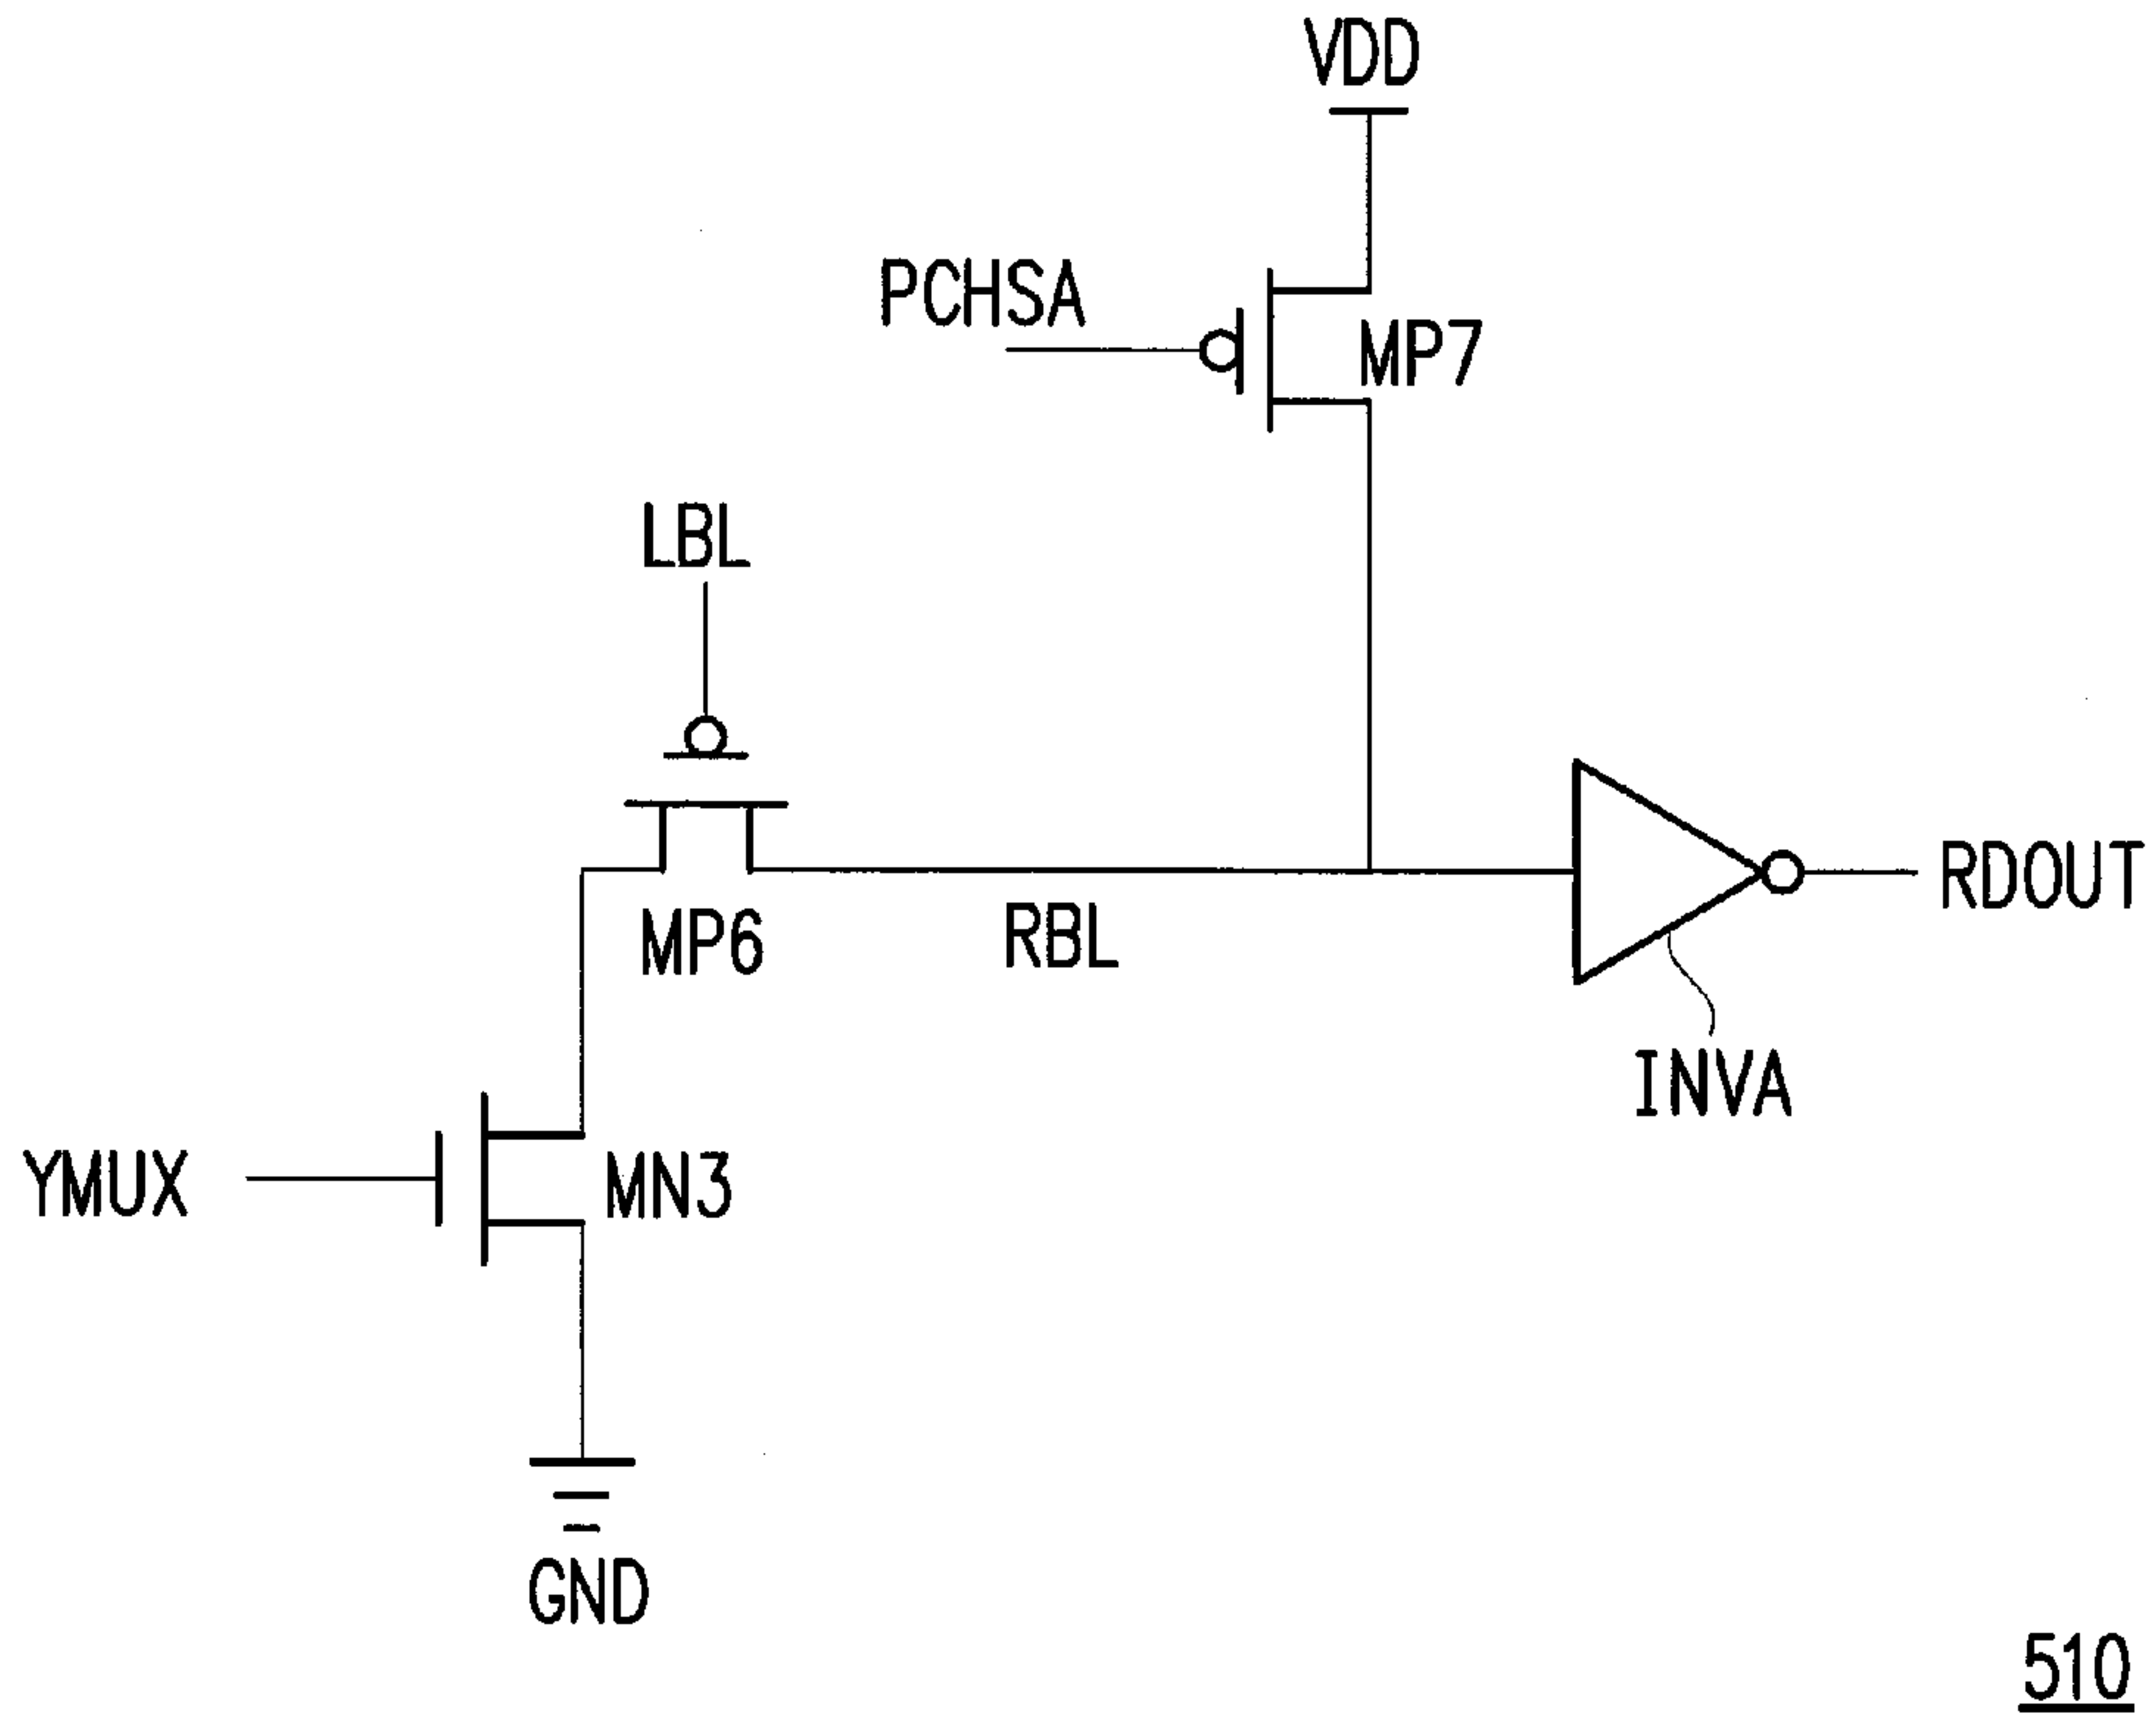 VDD
PCHSA
MP7
LBL
RDOUT
MP6
RBL
INVA
YMUX
MN3
GND
510